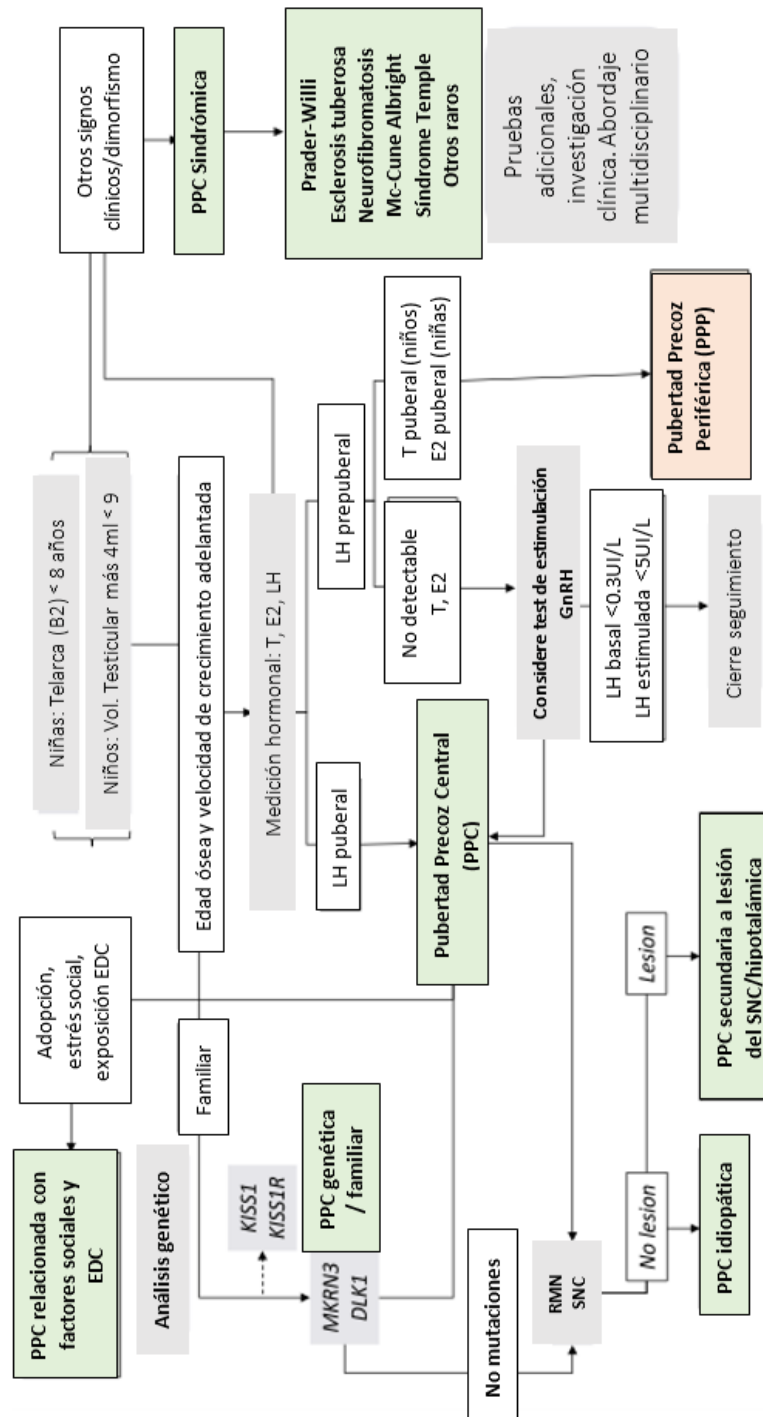 Niñas: Telarca (B2) < 8 años
Niños: Vol. Testicular más 4ml < 9
Otros signos
clínicos/dimorfismo
PPC Sindrómica
Prader-Willi
Esclerosis tuberosa
Neurofibromatosis
Mc-Cune Albright
Síndrome Temple
Otros raros
Pruebas
adicionales,
investigación
clínica. Abordaje
multidisciplinario
Adopción,
estrés social,
exposición EDC
PPC relacionada con
factores sociales y
EDC
Edad ósea y velocidad de crecimiento adelantada
Familiar
Análisis genético
KISS1
KISS1R
MKRN3
DLK1
PPC genética
/ familiar
Medición hormonal: T, E2, LH
LH puberal
LH prepuberal
Pubertad Precoz Central
(PPC)
No detectable
T, E2
T puberal (niños)
E2 puberal (niñas)
Considere test de estimulación
GnRH
LH basal <0.3UI/L
LH estimulada <5UI/L
Cierre seguimiento
Pubertad Precoz
Periférica (PPP)
No mutaciones
RMN
SNC
No lesion
Lesion
PPC idiopática
PPC secundaria a lesión
del SNC/hipotalámica